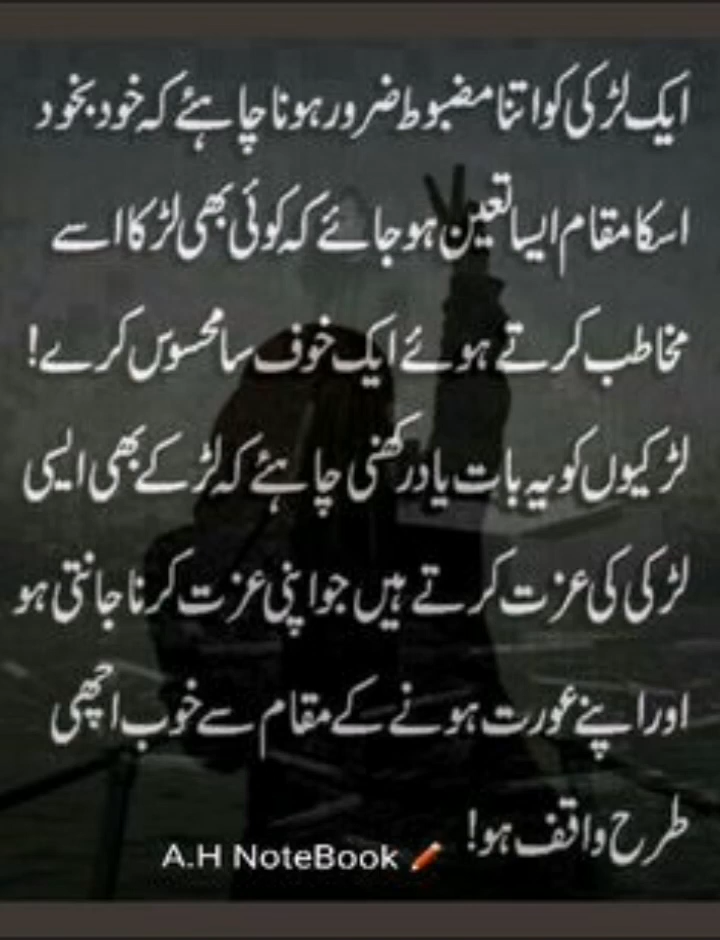 ایک لڑکی کو اتنا مضبوط ضرور ہونا چاہئے کہ خود بخود
اسکا مقام ایسا تعین ہو جائے کہ کوئی بھی لڑکا اسے
مخاطب کرتے ہوئے ایک خوف سا محسوس کرے!
لڑکیوں کو یہ بات یاد رکھنی چاہئے کہ لڑکے بھی ایسی
لڑکی کی عزت کرتے ہیں جو اپنی عزت کرنا جانتی ہو
اور اپنے عورت ہونے کے مقام سے خوب اچھی
طرح واقف ہو!
A.H NoteBook